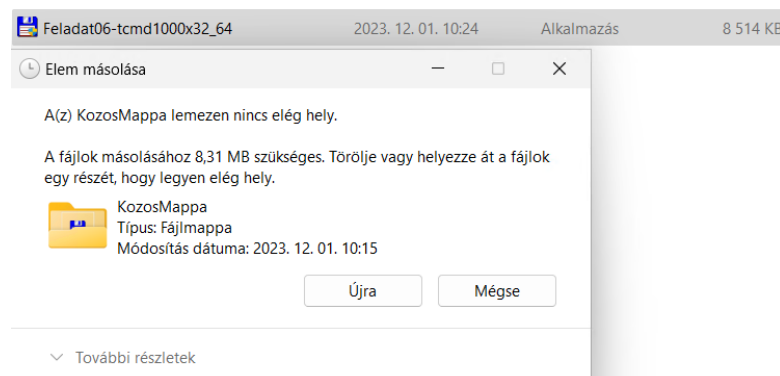 Feladat06-tcmd1000x32_64 2023. 12. 01. 10:24 Alkalmazás 8 514 KB
Elem másolása
A(z) KozosMappa lemezen nincs elég hely.
A fájlok másolásához 8,31 MB szükséges. Törölje vagy helyezze át a fájlok
egy részét, hogy legyen elég hely.
KozosMappa
Típus: Fájlmappa
Módosítás dátuma: 2023. 12. 01. 10:15
Újra Mégse
További részletek